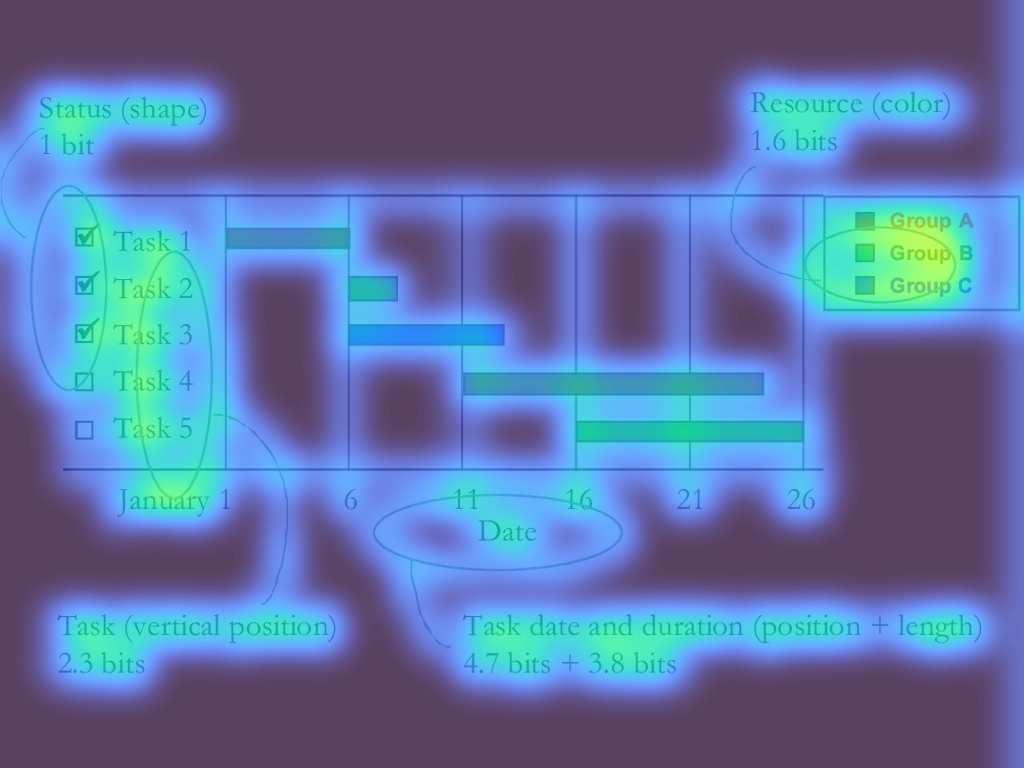 Status (shape)
1 bit
Resource (color)
1.6 bits
Group A
Group B
Group C
Task 1
Task 2
Task 3
Task 4
Task 5
January 1 6 11 16 21 26
Date
Task (vertical position)
2.3 bits
Task date and duration (position + length)
4.7 bits + 3.8 bits